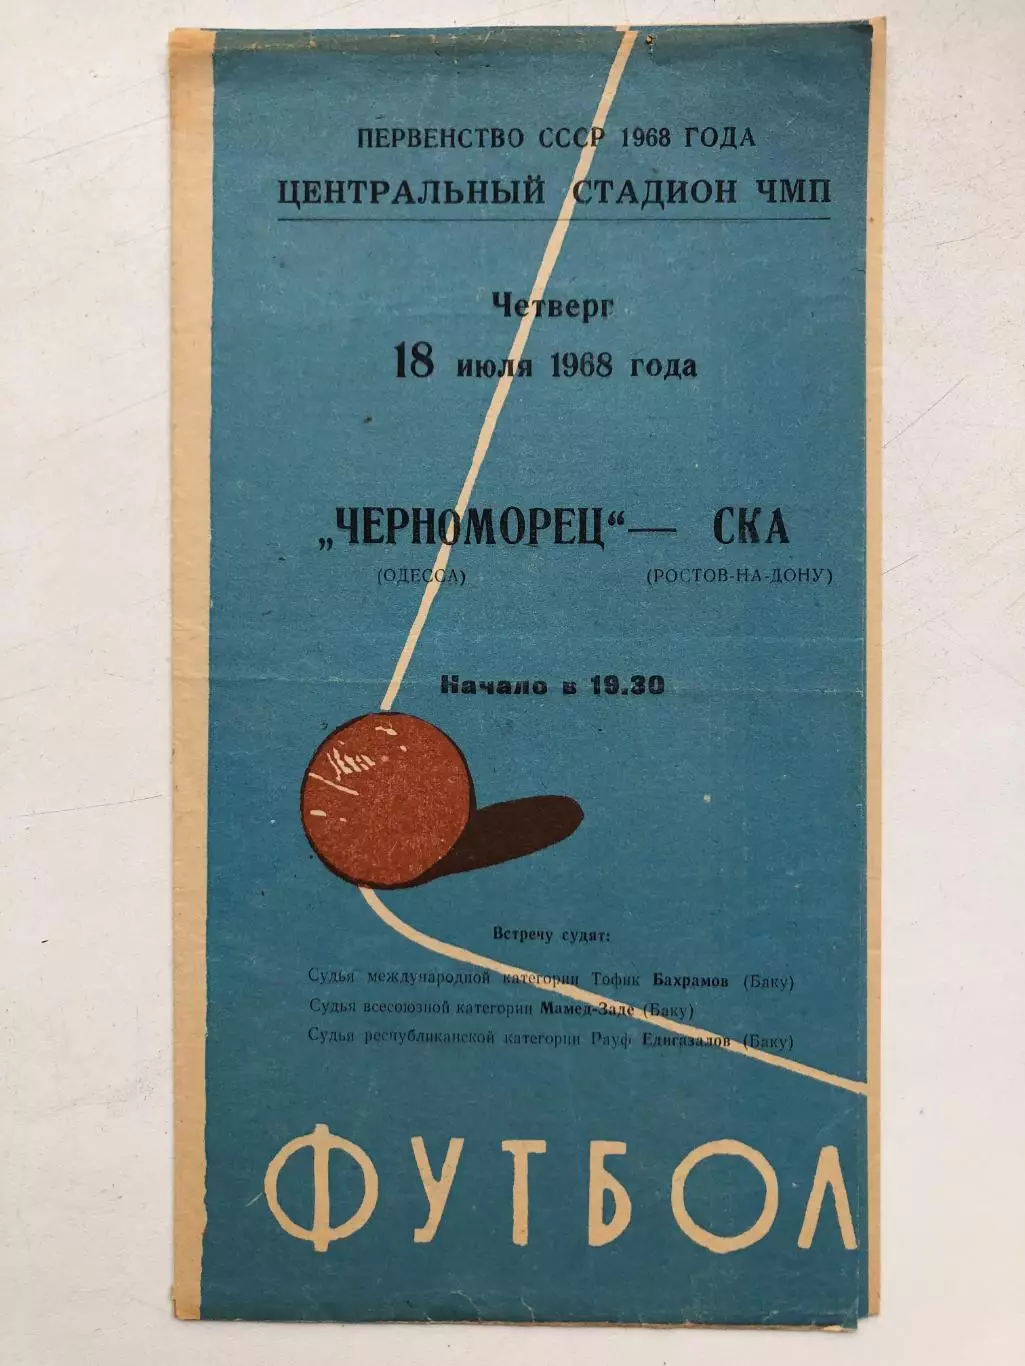 ПЕРВЕНСТВО СССР 1968 ГОДА
ЦЕНТРАЛЬНЫЙ СТАДИОН ЧМП
Четверг
18 июля 1968 года
„ЧЕРНОМОРЕЦ“ — СКА
(ОДЕССА) (РОСТОВ-НА-ДОНУ)
Начало в 19.30
Встречу судят:
Судья международной категории Тофик Бахрамов (Баку)
Судья всесоюзной категории Мамед-Заде (Баку)
Судья республиканской категории Рауф Едигазалов (Баку)
ФУТБОЛ